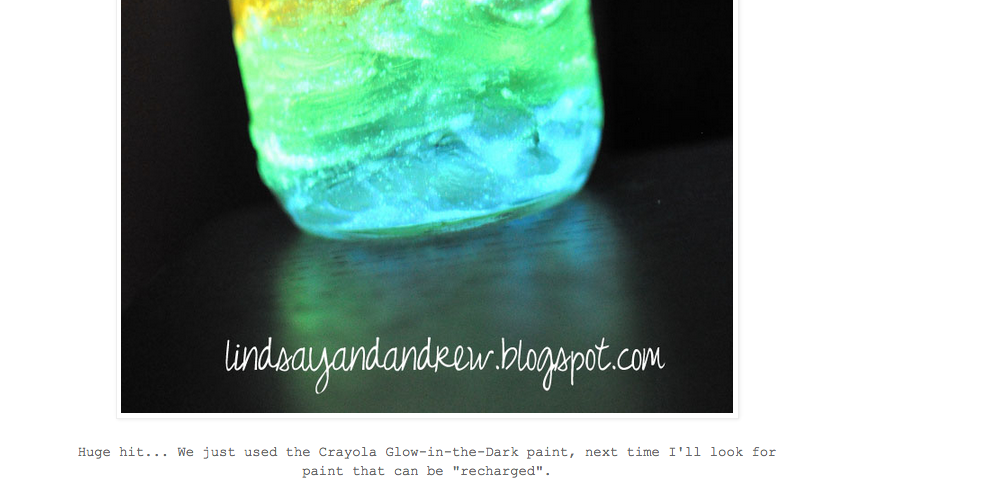 lindsayandandrew.blogspot.com
Huge hit... We just used the Crayola Glow-in-the-Dark paint, next time I'll look for
paint that can be "recharged".